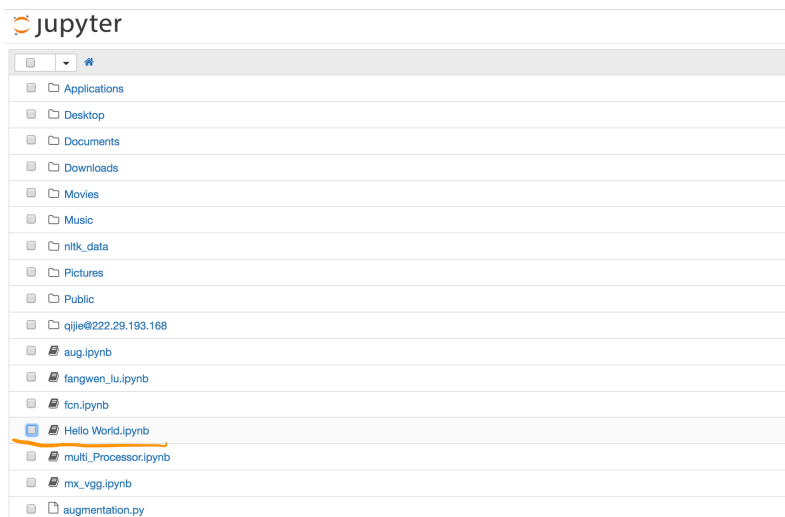 jupyter
Applications
Desktop
Documents
Downloads
Movies
Music
nltk_data
Pictures
Public
qijie@222.29.193.168
aug.ipynb
fangwen_lu.ipynb
fcn.ipynb
Hello World.ipynb
multi_Processor.ipynb
mx_vgg.ipynb
augmentation.py